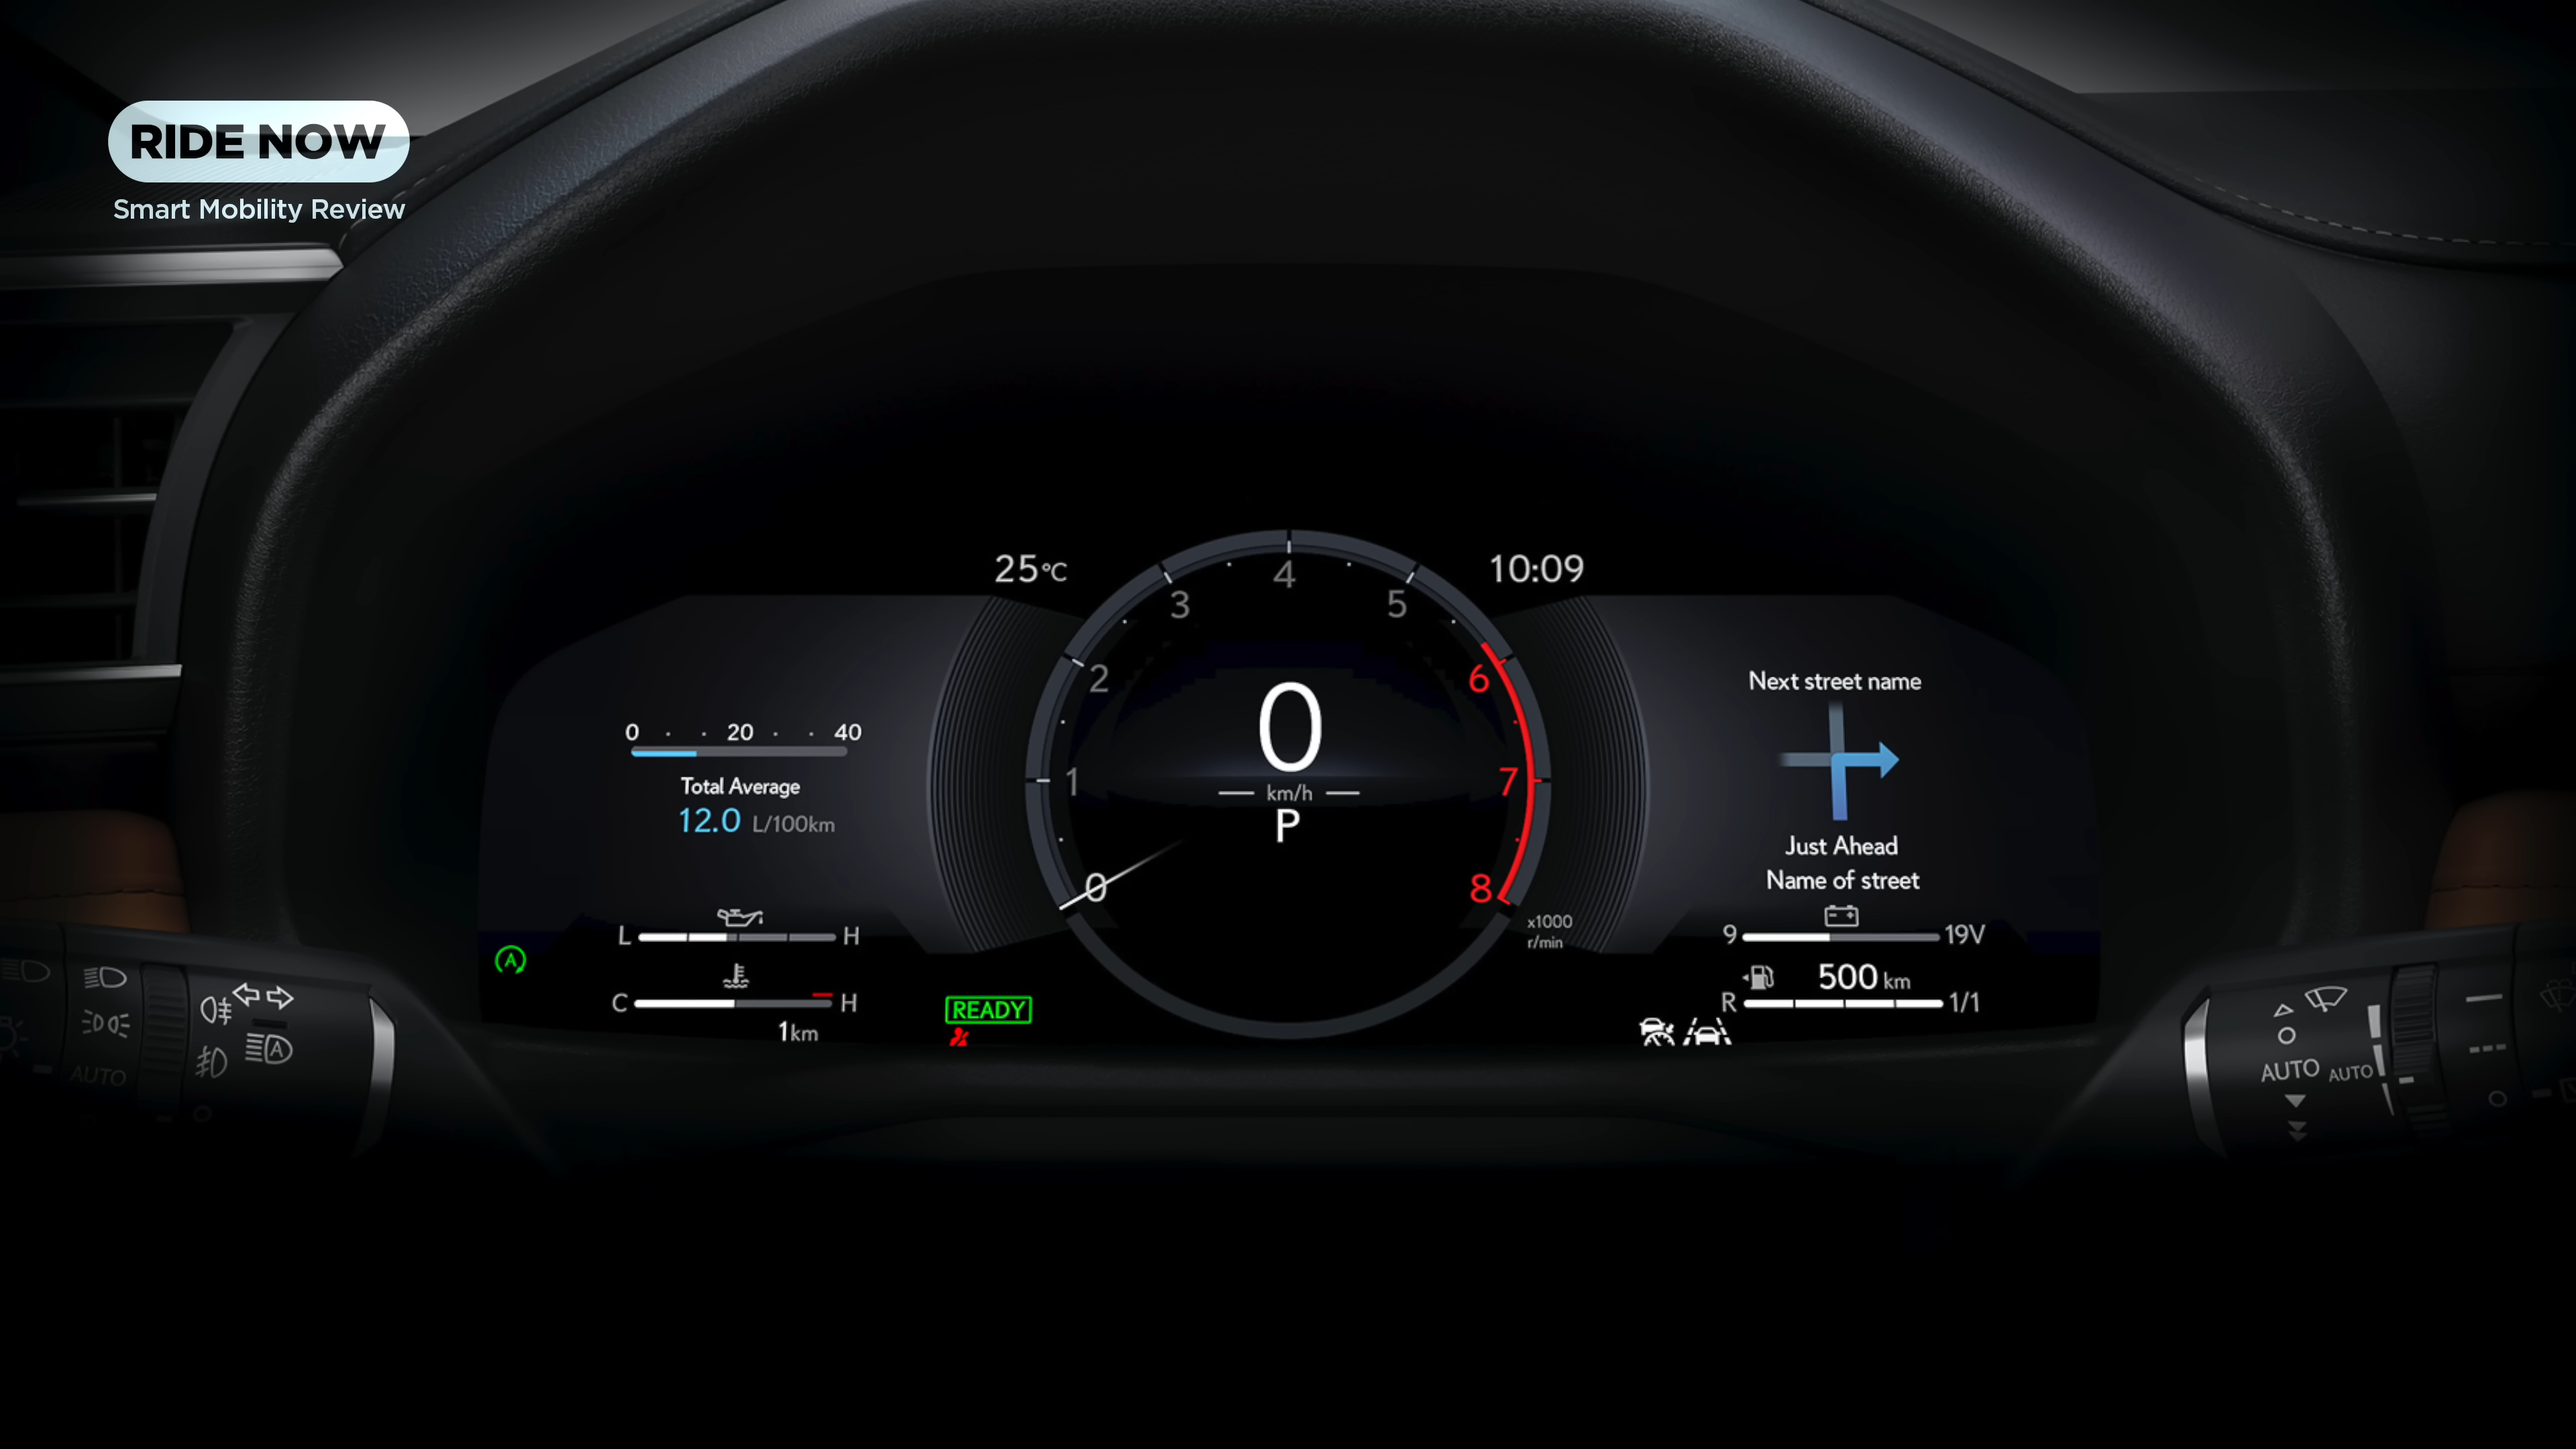 RIDE NOW
Smart Mobility Review
25°C
10:09
4
3
5
2
6
1
7
0
8
x1000
r/min
0
km/h
P
0 · · 20 · · 40
Total Average
12.0 L/100km
L H
C H
1km
READY
Next street name
Just Ahead
Name of street
9 19V
500 km
R 1/1
A
A
AUTO
AUTO AUTO